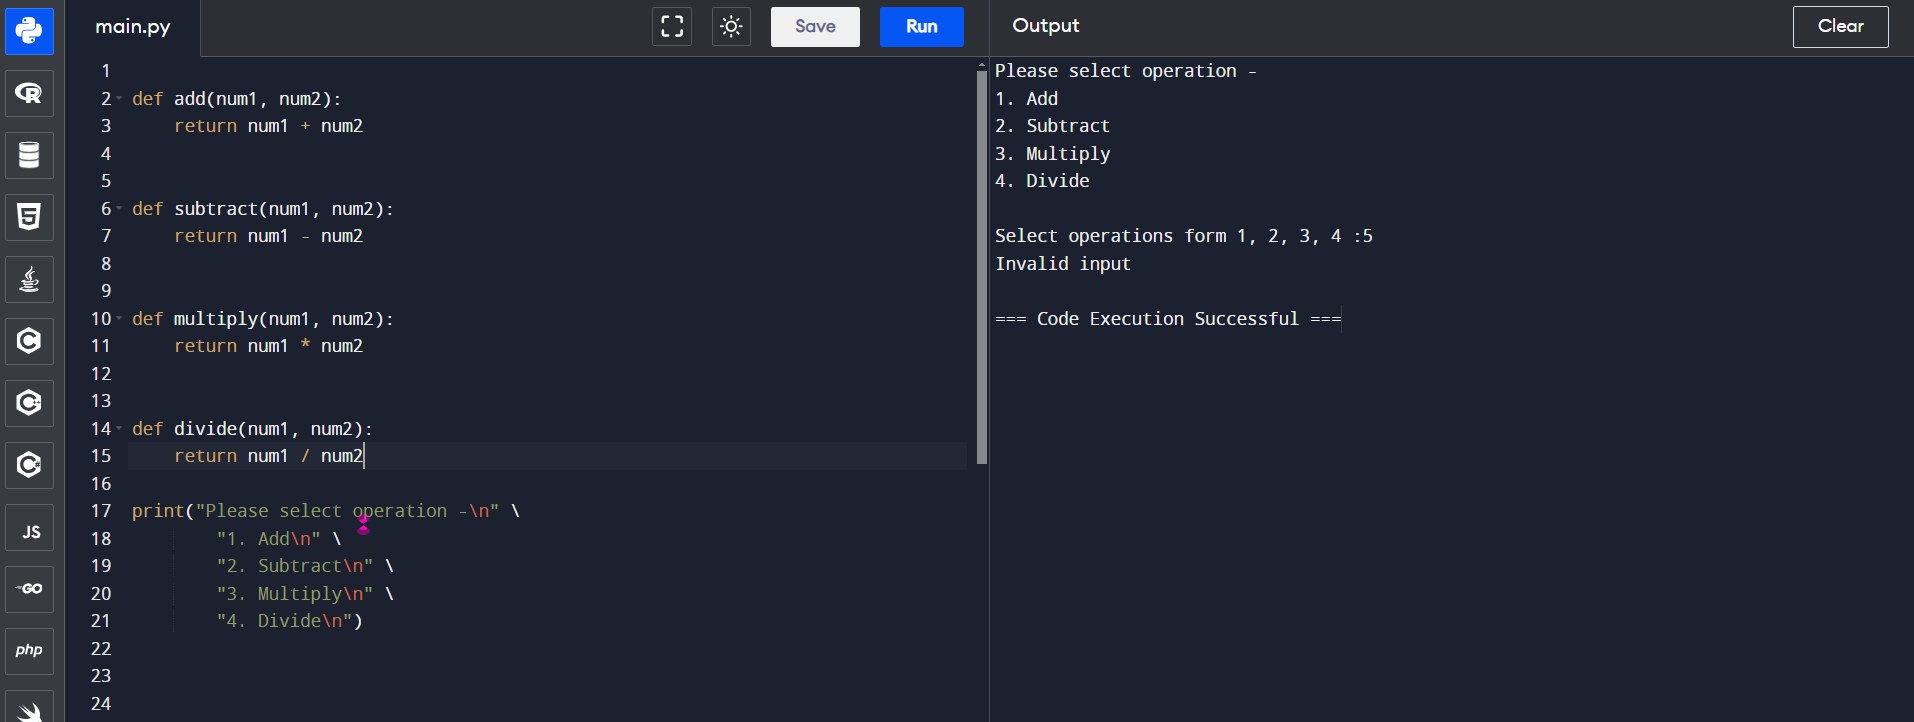 main.py
Save
Run
Output
Clear
1
2 def add(num1, num2):
3     return num1 + num2
4
5
6 def subtract(num1, num2):
7     return num1 - num2
8
9
10 def multiply(num1, num2):
11     return num1 * num2
12
13
14 def divide(num1, num2):
15     return num1 / num2
16
17 print("Please select operation -\n" \
18         "1. Add\n" \
19         "2. Subtract\n" \
20         "3. Multiply\n" \
21         "4. Divide\n")
22
23
24
Please select operation -
1. Add
2. Subtract
3. Multiply
4. Divide
Select operations form 1, 2, 3, 4 :5
Invalid input
=== Code Execution Successful ===
R
5
C
C++
C#
JS
GO
php